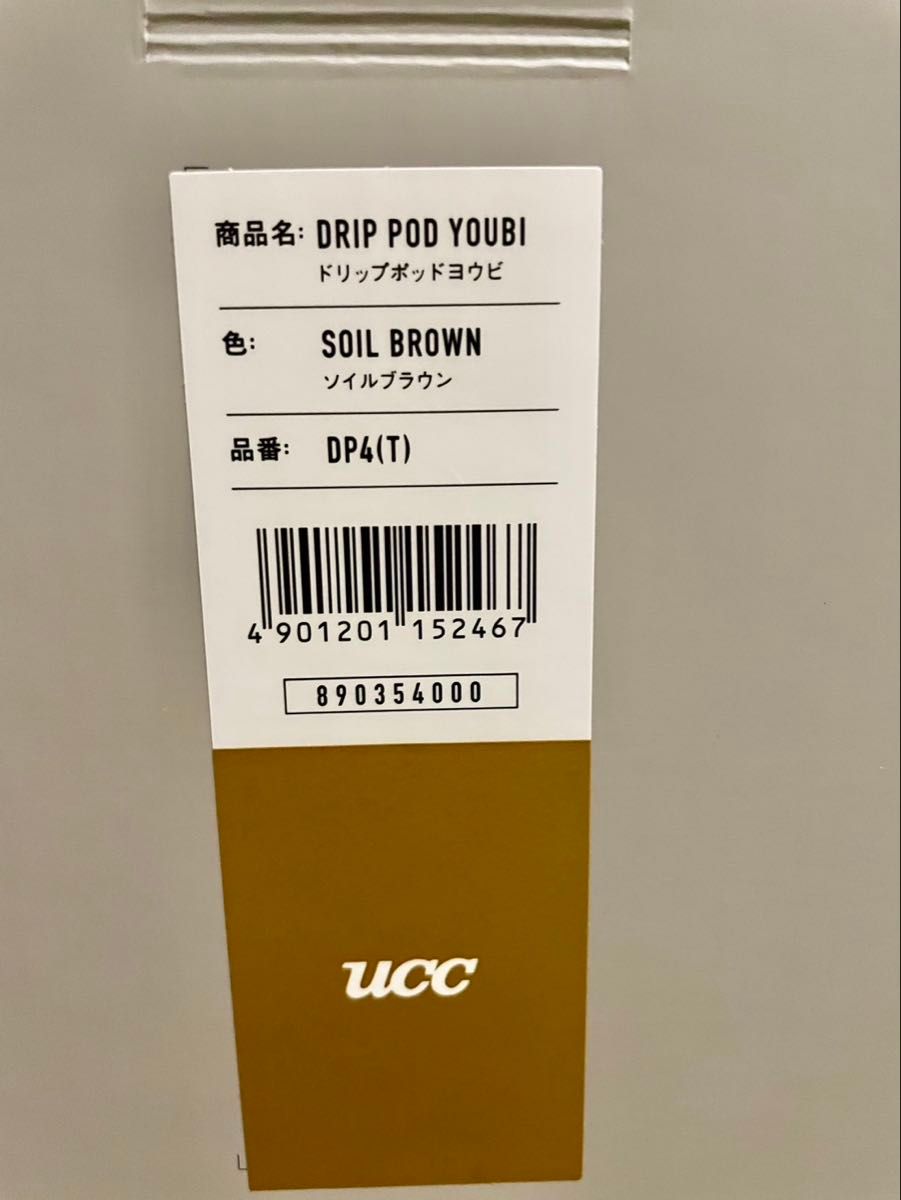 商品名: DRIP POD YOUBI
ドリップポッドヨウビ
色: SOIL BROWN
ソイルブラウン
品番: DP4(T)
4 901201 152467
890354000
UCC